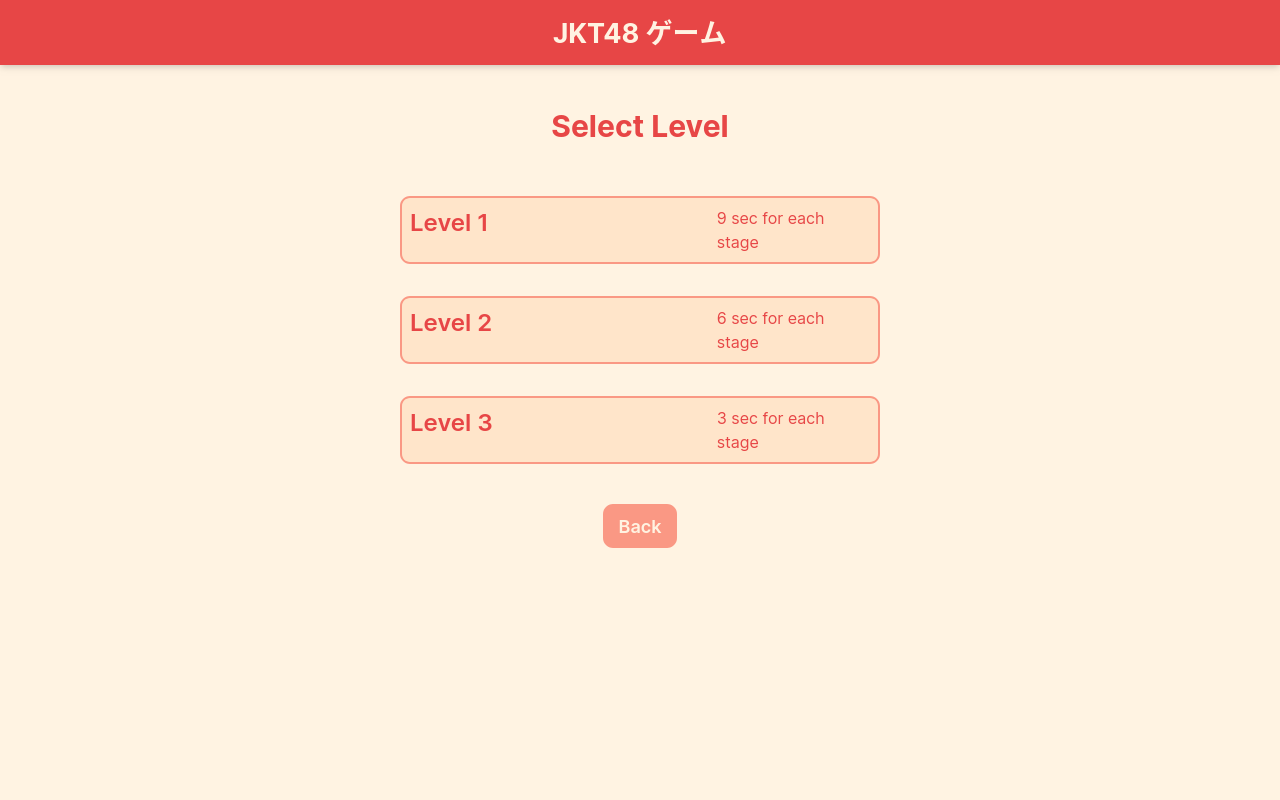 JKT48 ゲーム
Select Level
Level 1
9 sec for each
stage
Level 2
6 sec for each
stage
Level 3
3 sec for each
stage
Back